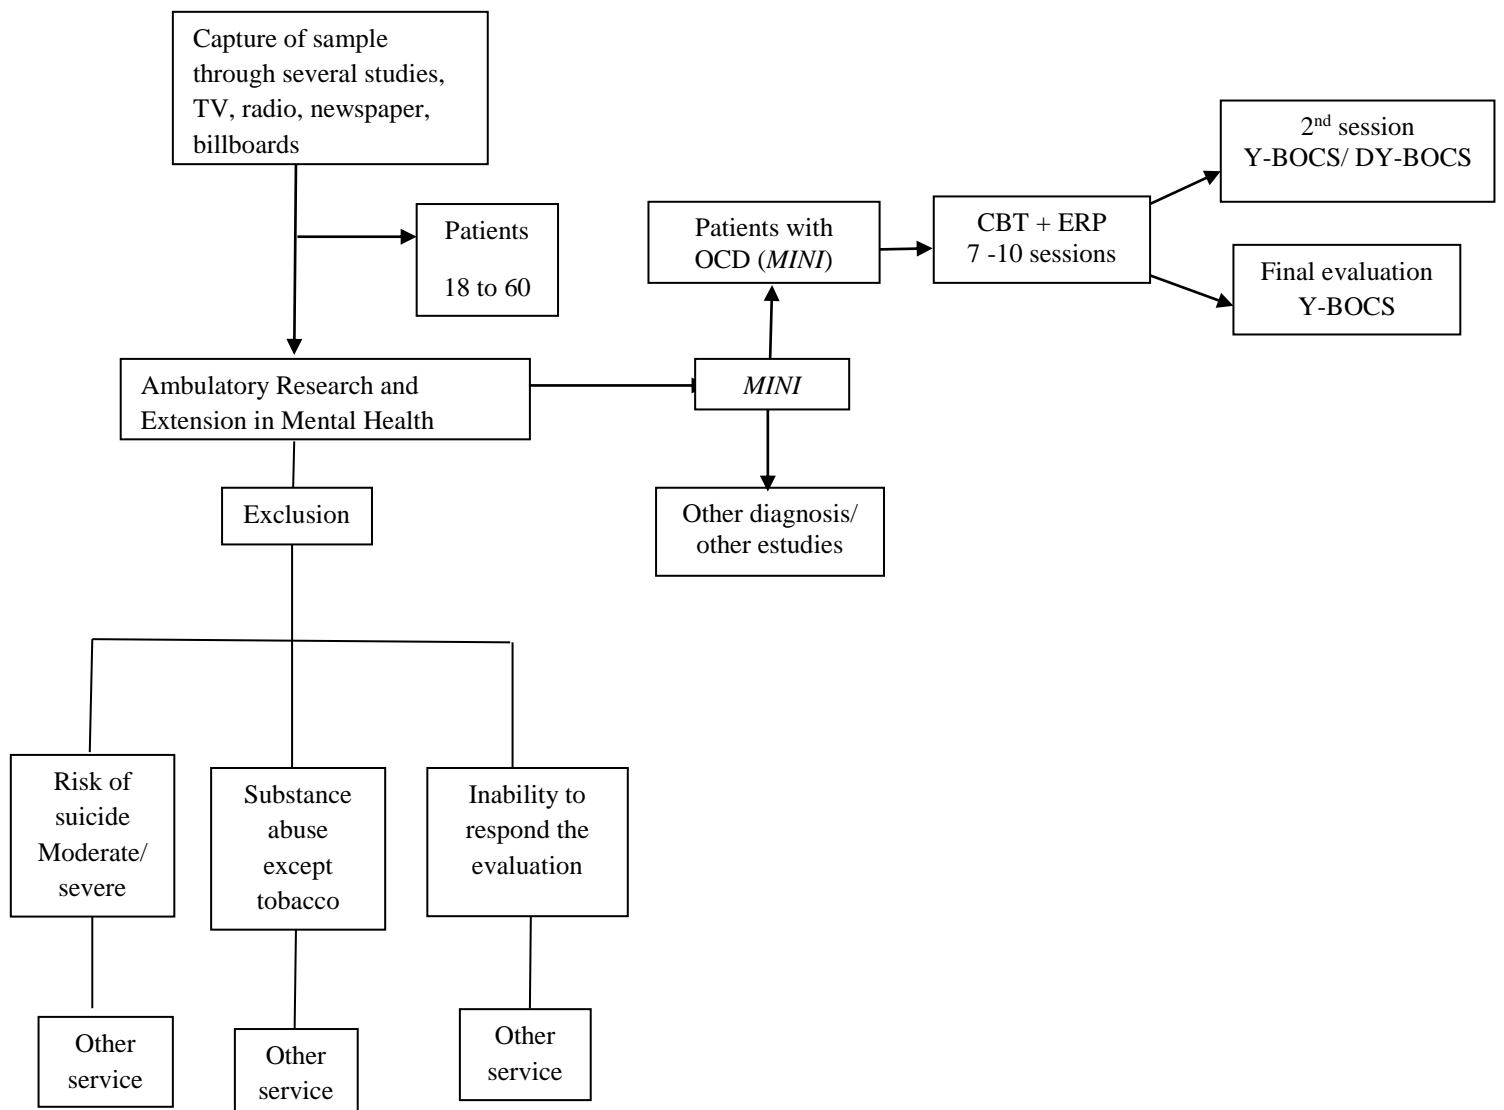 Capture of sample
through several studies,
TV, radio, newspaper,
billboards
Patients
18 to 60
Patients with
OCD (MINI)
CBT + ERP
7 -10 sessions
2nd session
Y-BOCS/ DY-BOCS
Final evaluation
Y-BOCS
Ambulatory Research and
Extension in Mental Health
MINI
Other diagnosis/
other estudies
Exclusion
Risk of
suicide
Moderate/
severe
Substance
abuse
except
tobacco
Inability to
respond the
evaluation
Other
service
Other
service
Other
service